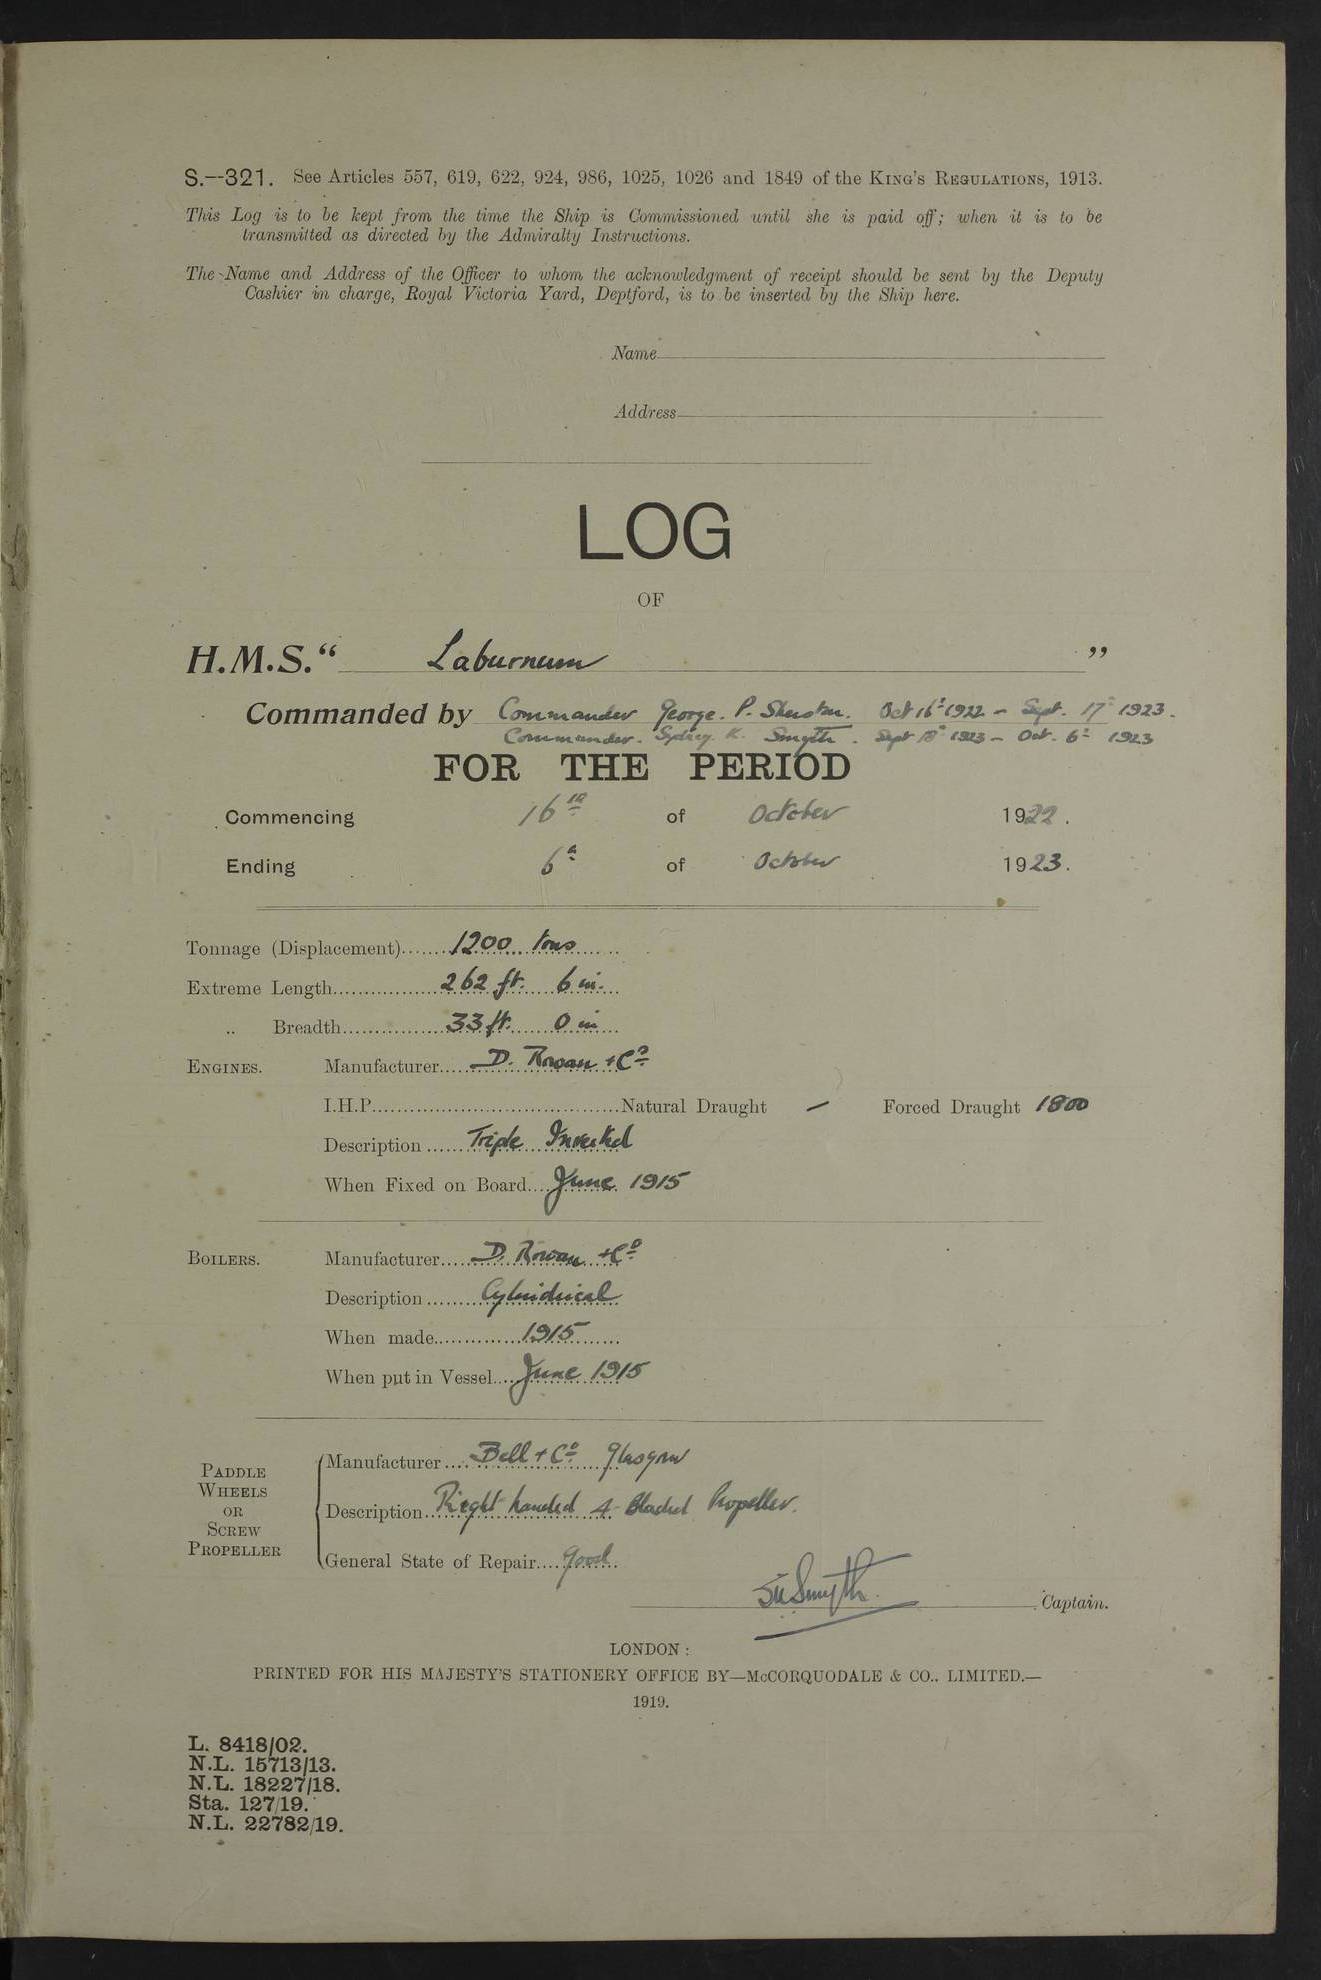 S.--321. See Articles 557, 619, 622, 924, 986, 1025, 1026 and 1849 of the KING'S REGULATIONS, 1913.
This Log is to be kept from the time the Ship is Commissioned until she is paid off; when it is to be
transmitted as directed by the Admiralty Instructions.
The Name and Address of the Officer to whom the acknowledgment of receipt should be sent by the Deputy
Cashier in charge, Royal Victoria Yard, Deptford, is to be inserted by the Ship here.
Name
Address
LOG
OF
H.M.S. "Laburnum"
Commanded by Commander George. P. Sherston. Oct 16th 1922 - Sept. 17th 1923.
Commander. Sydney K. Smyth. Sept 18th 1923 - Oct. 6th 1923
FOR THE PERIOD
Commencing 16th of October 1922.
Ending 6th of October 1923.
Tonnage (Displacement) 1200 tons
Extreme Length 262 ft. 6 in.
,, Breadth 33 ft. 0 in
ENGINES. Manufacturer D. Rowan + Co
I.H.P. Natural Draught — Forced Draught 1800
Description Triple Inverted
When Fixed on Board June 1915
BOILERS. Manufacturer D. Rowan + Co
Description Cylindrical
When made 1915
When put in Vessel June 1915
PADDLE WHEELS OR SCREW PROPELLER
Manufacturer Bell + Co Glasgow
Description Right handed 4 Bladed Propeller.
General State of Repair Good
Smyth Captain.
LONDON:
PRINTED FOR HIS MAJESTY'S STATIONERY OFFICE BY—McCORQUODALE & CO., LIMITED.—
1919.
L. 8418/02.
N.L. 15713/13.
N.L. 18227/18.
Sta. 127/19.
N.L. 22782/19.